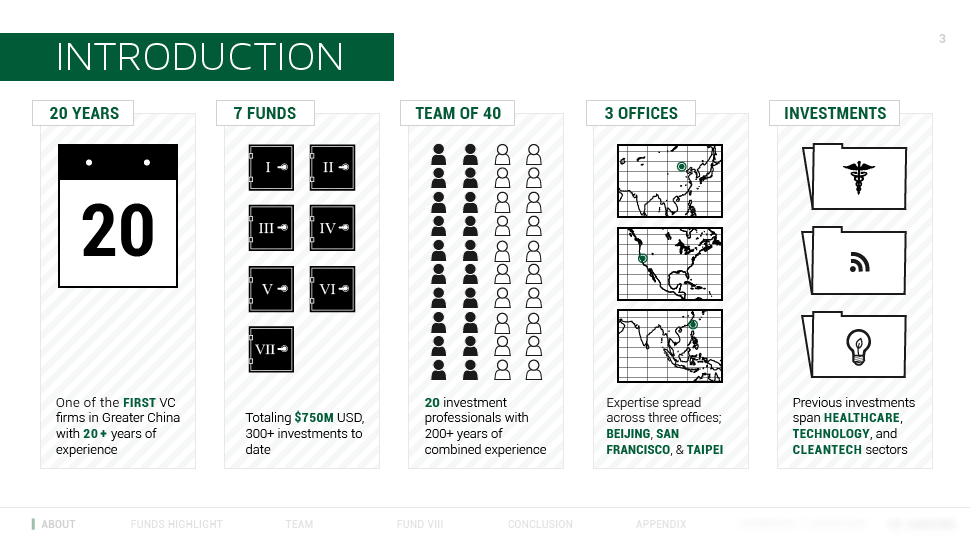 INTRODUCTION
3
20 YEARS
20
One of the FIRST VC
firms in Greater China
with 20+ years of
experience
7 FUNDS
I
II
III
IV
V
VI
VII
Totaling $750M USD,
300+ investments to
date
TEAM OF 40
20 investment
professionals with
200+ years of
combined experience
3 OFFICES
Expertise spread
across three offices;
BEIJING, SAN
FRANCISCO, & TAIPEI
INVESTMENTS
Previous investments
span HEALTHCARE,
TECHNOLOGY, and
CLEANTECH sectors
ABOUT
FUNDS HIGHLIGHT
TEAM
FUND VIII
CONCLUSION
APPENDIX